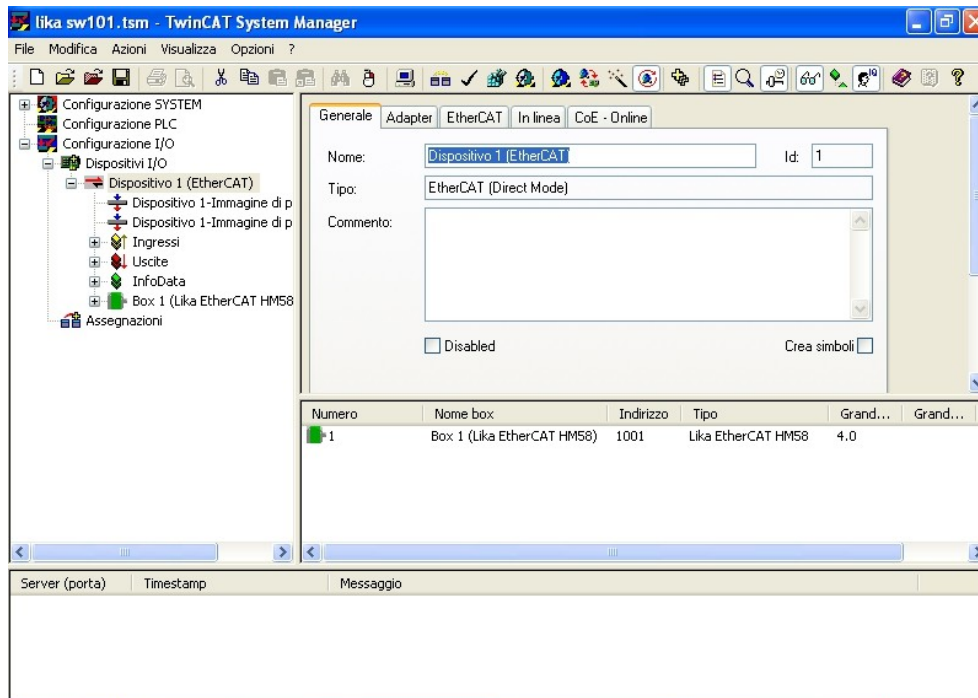 lika sw101.tsm - TwinCAT System Manager
File Modifica Azioni Visualizza Opzioni ?
Configurazione SYSTEM
Configurazione PLC
Configurazione I/O
Dispositivi I/O
Dispositivo 1 (EtherCAT)
Dispositivo 1-Immagine di p
Dispositivo 1-Immagine di p
Ingressi
Uscite
InfoData
Box 1 (Lika EtherCAT HM58
Assegnazioni
Generale Adapter EtherCAT In linea CoE - Online
Nome: Dispositivo 1 (EtherCAT) Id: 1
Tipo: EtherCAT (Direct Mode)
Commento:
Disabled Crea simboli
Numero Nome box Indirizzo Tipo Grand... Grand...
1 Box 1 (Lika EtherCAT HM58) 1001 Lika EtherCAT HM58 4.0
Server (porta) Timestamp Messaggio